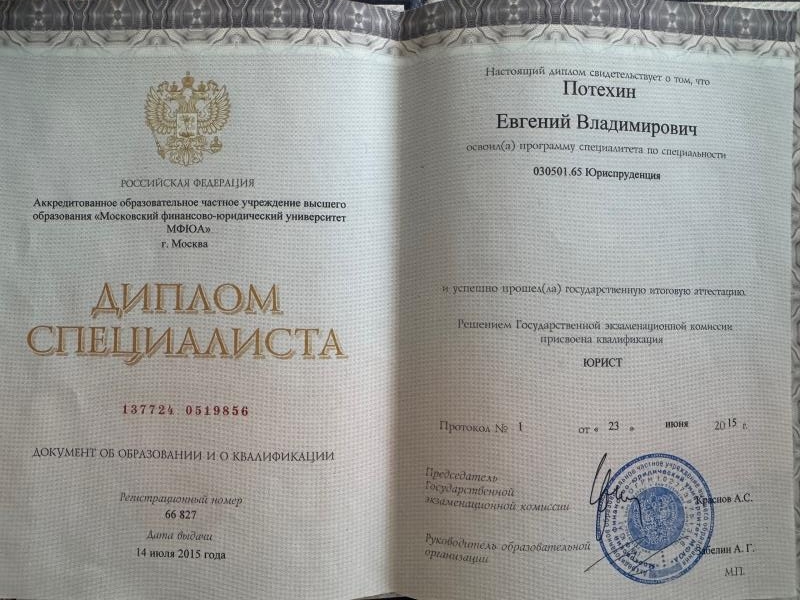 РОССИЙСКАЯ ФЕДЕРАЦИЯ
Аккредитованное образовательное частное учреждение высшего
образования «Московский финансово-юридический университет
МФЮА»
г. Москва
ДИПЛОМ
СПЕЦИАЛИСТА
137724 0519856
ДОКУМЕНТ ОБ ОБРАЗОВАНИИ И О КВАЛИФИКАЦИИ
Регистрационный номер
66 827
Дата выдачи
14 июля 2015 года
Настоящий диплом свидетельствует о том, что
Потехин
Евгений Владимирович
освоил(а) программу специалитета по специальности
030501.65 Юриспруденция
и успешно прошел(ла) государственную итоговую аттестацию.
Решением Государственной экзаменационной комиссии
присвоена квалификация
ЮРИСТ
Протокол № 1 от « 23 » июня 2015 г.
Председатель
Государственной
экзаменационной комиссии
Краснов А.С.
Руководитель образовательной
организации
Забелин А. Г.
М.П.